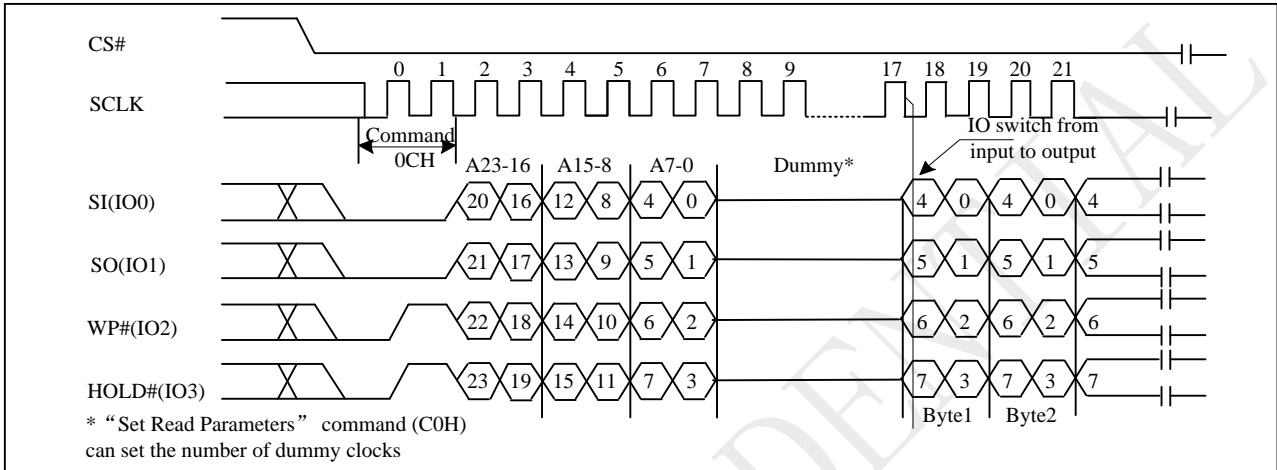 CS#
0 1 2 3 4 5 6 7 8 9 17 18 19 20 21
SCLK
Command
0CH
IO switch from
input to output
A23-16 A15-8 A7-0 Dummy*
SI(IO0) 20 16 12 8 4 0 4 0 4 0 4
SO(IO1) 21 17 13 9 5 1 5 1 5 1 5
WP#(IO2) 22 18 14 10 6 2 6 2 6 2 6
HOLD#(IO3) 23 19 15 11 7 3 7 3 7 3 7
Byte1 Byte2
* “Set Read Parameters” command (C0H)
can set the number of dummy clocks
DENTIAL